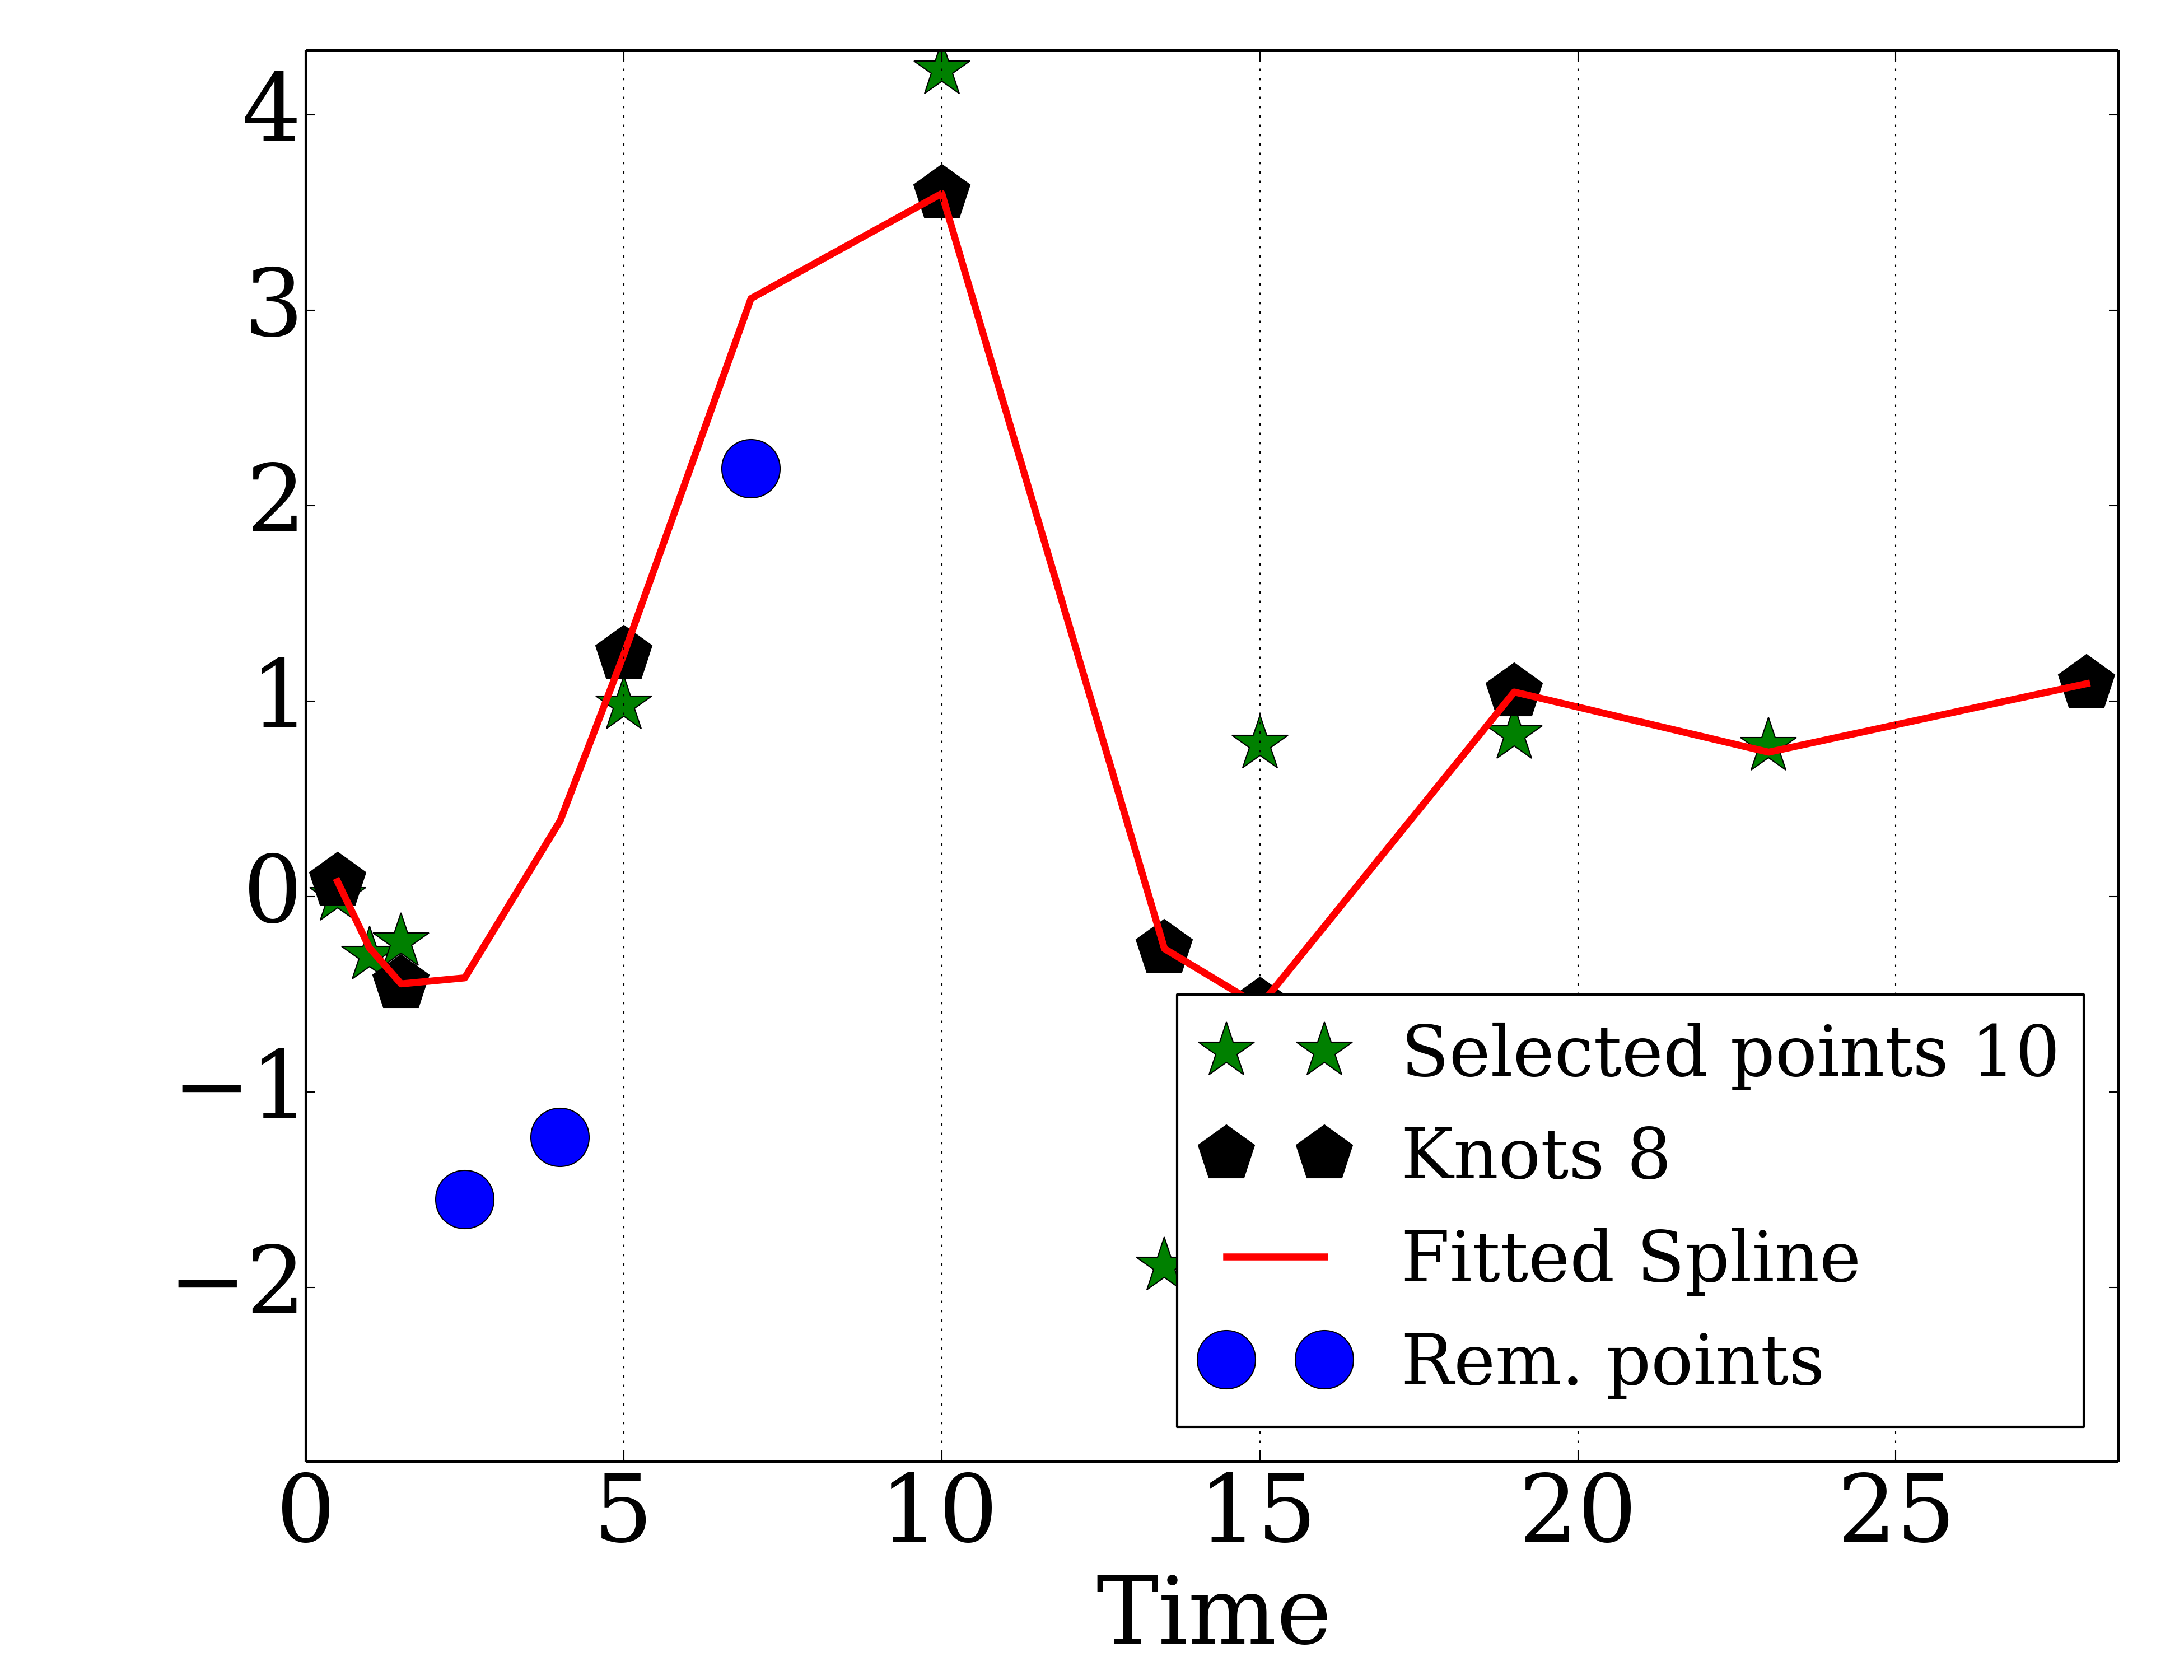 4
3
2
1
0
−1
−2
Selected points 10
Knots 8
Fitted Spline
Rem. points
0 5 10 15 20 25
Time